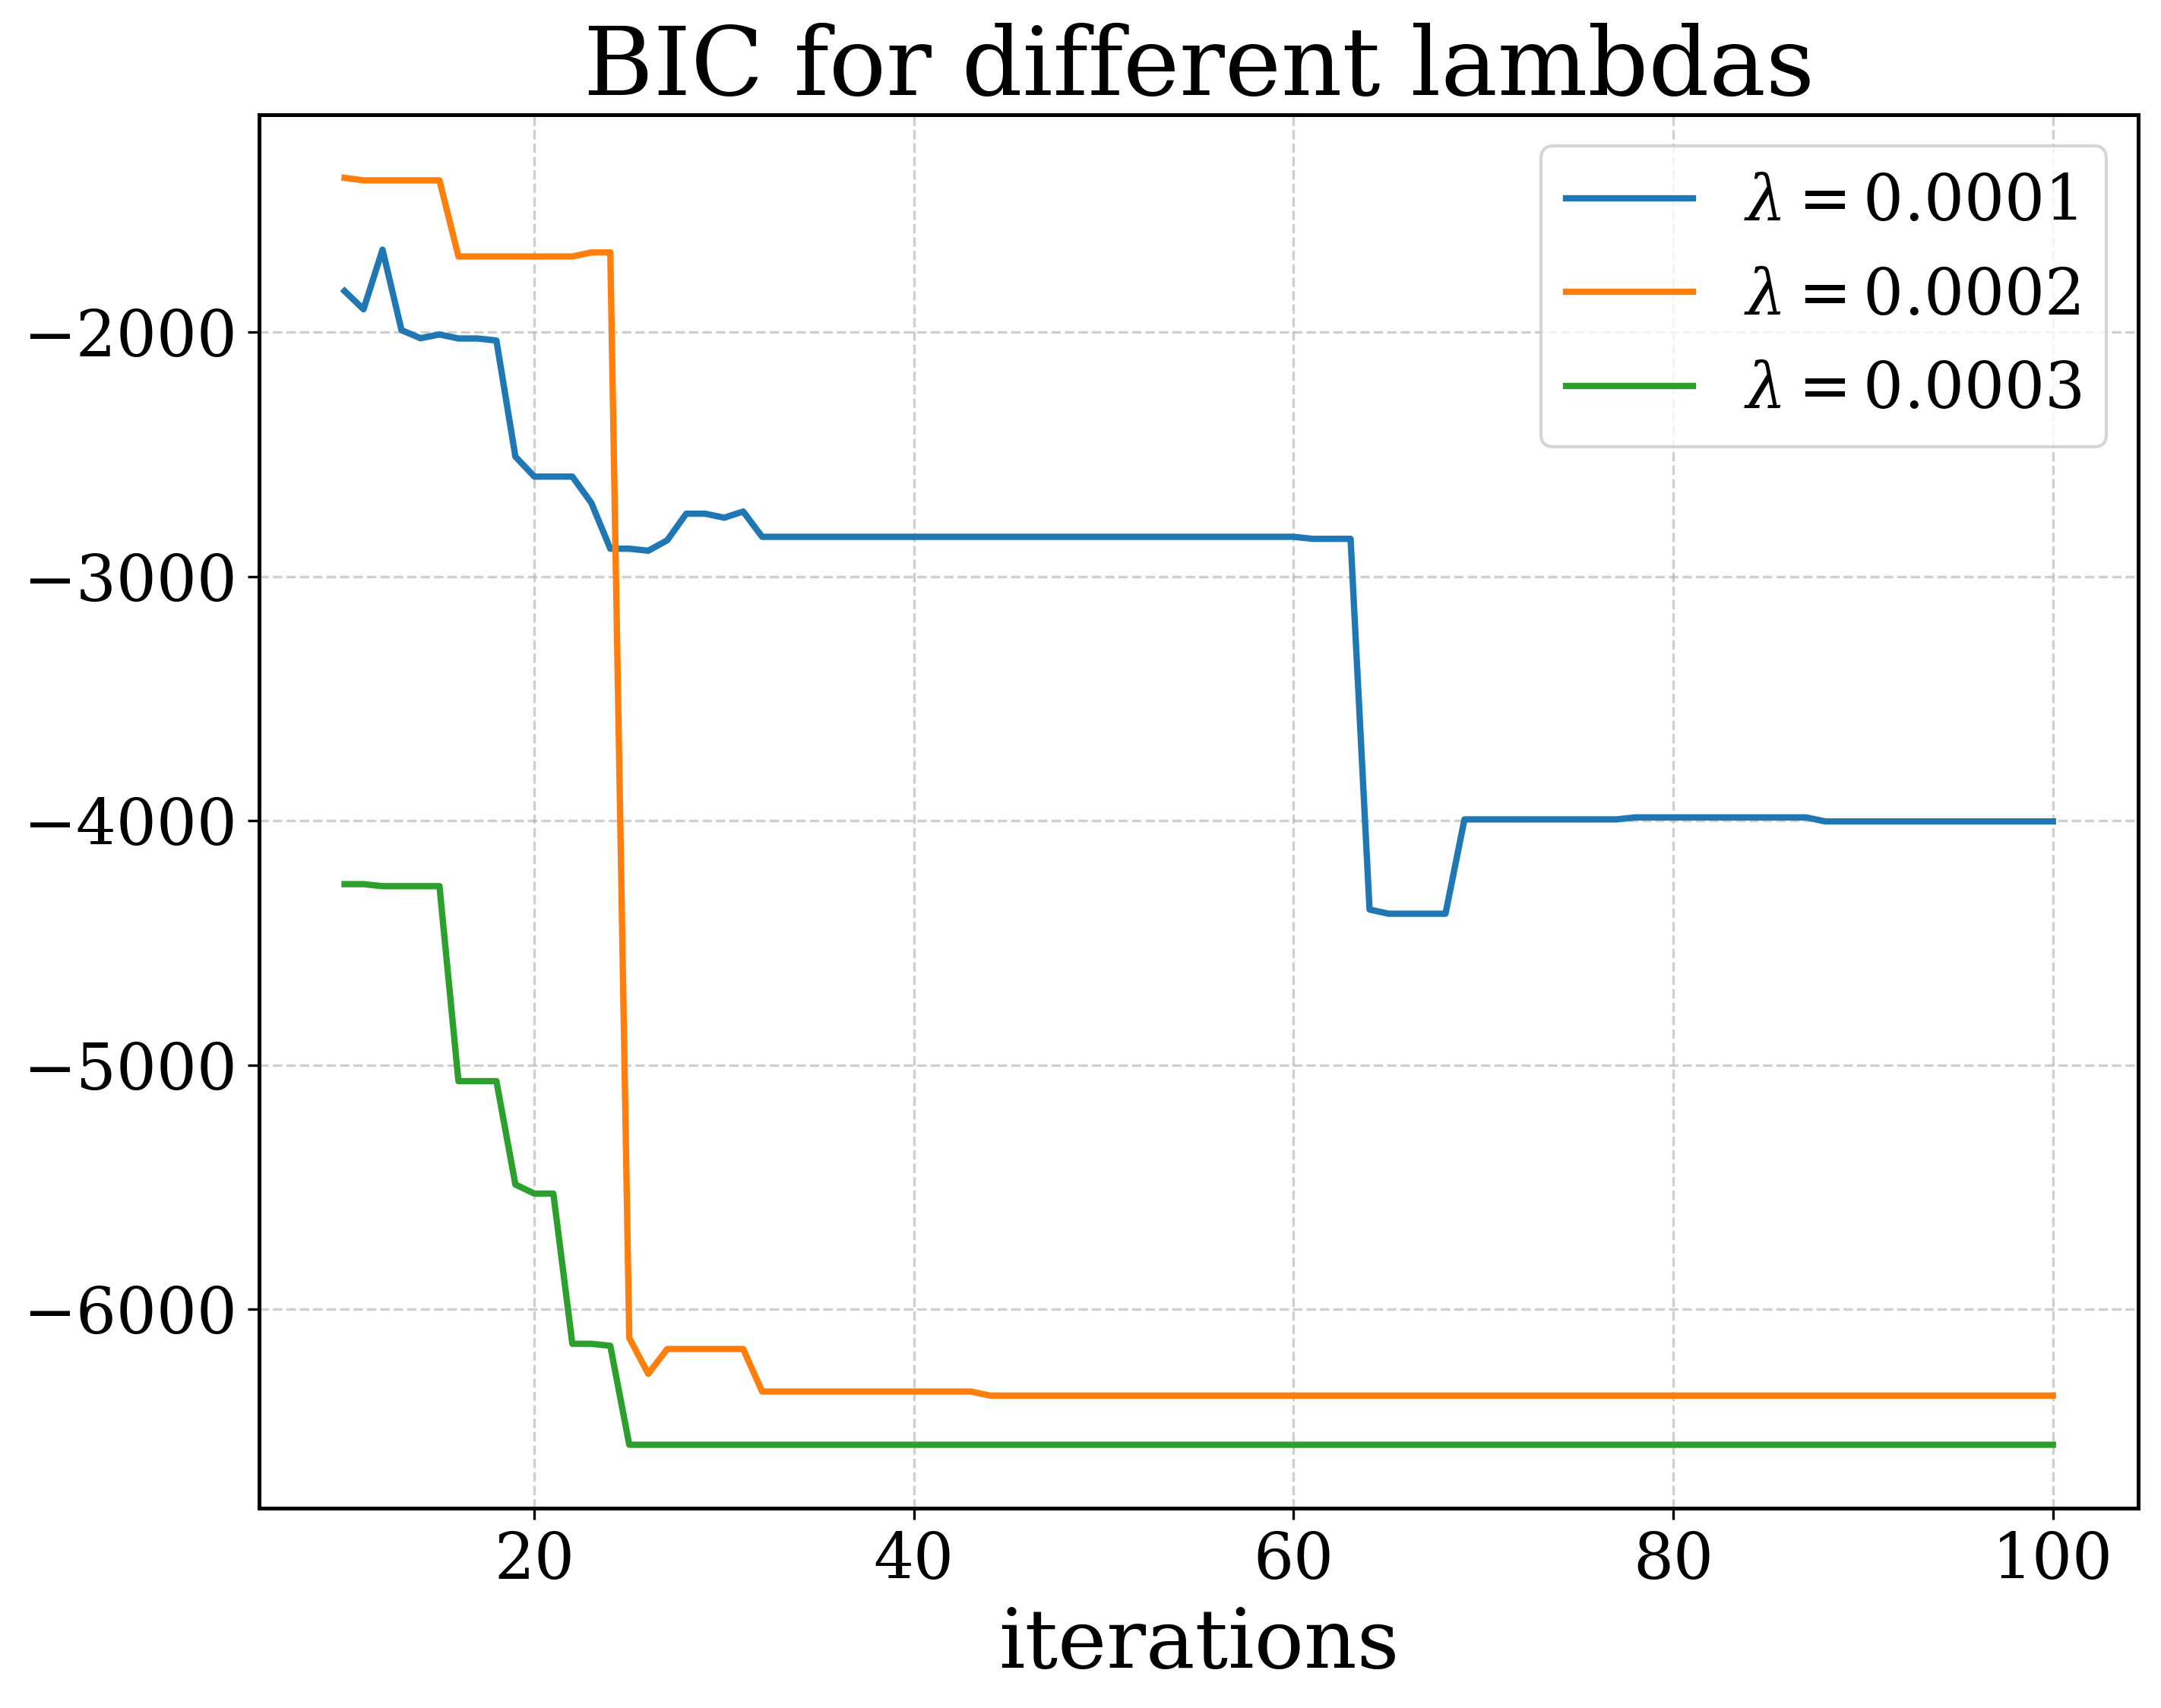 BIC for different lambdas
λ = 0.0001
λ = 0.0002
λ = 0.0003
−2000
−3000
−4000
−5000
−6000
20 40 60 80 100
iterations